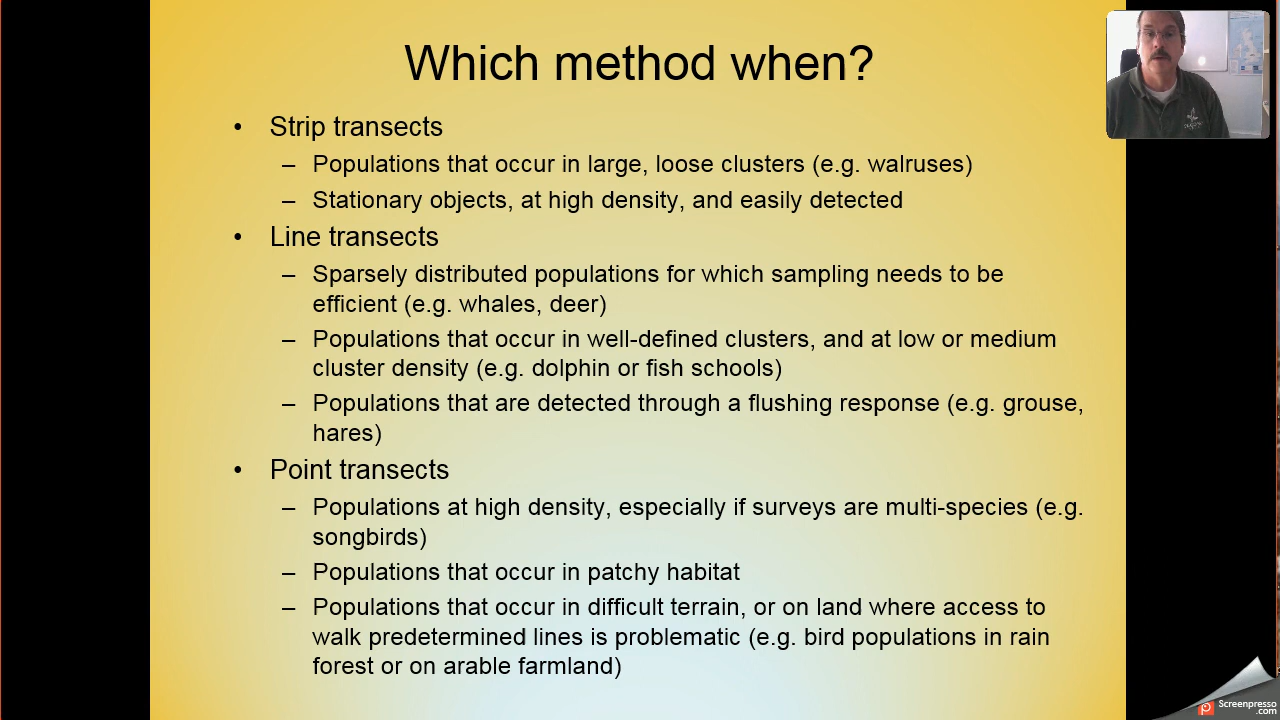 Which method when?
• Strip transects
– Populations that occur in large, loose clusters (e.g. walruses)
– Stationary objects, at high density, and easily detected
• Line transects
– Sparsely distributed populations for which sampling needs to be
efficient (e.g. whales, deer)
– Populations that occur in well-defined clusters, and at low or medium
cluster density (e.g. dolphin or fish schools)
– Populations that are detected through a flushing response (e.g. grouse,
hares)
• Point transects
– Populations at high density, especially if surveys are multi-species (e.g.
songbirds)
– Populations that occur in patchy habitat
– Populations that occur in difficult terrain, or on land where access to
walk predetermined lines is problematic (e.g. bird populations in rain
forest or on arable farmland)
Screenpresso
.com